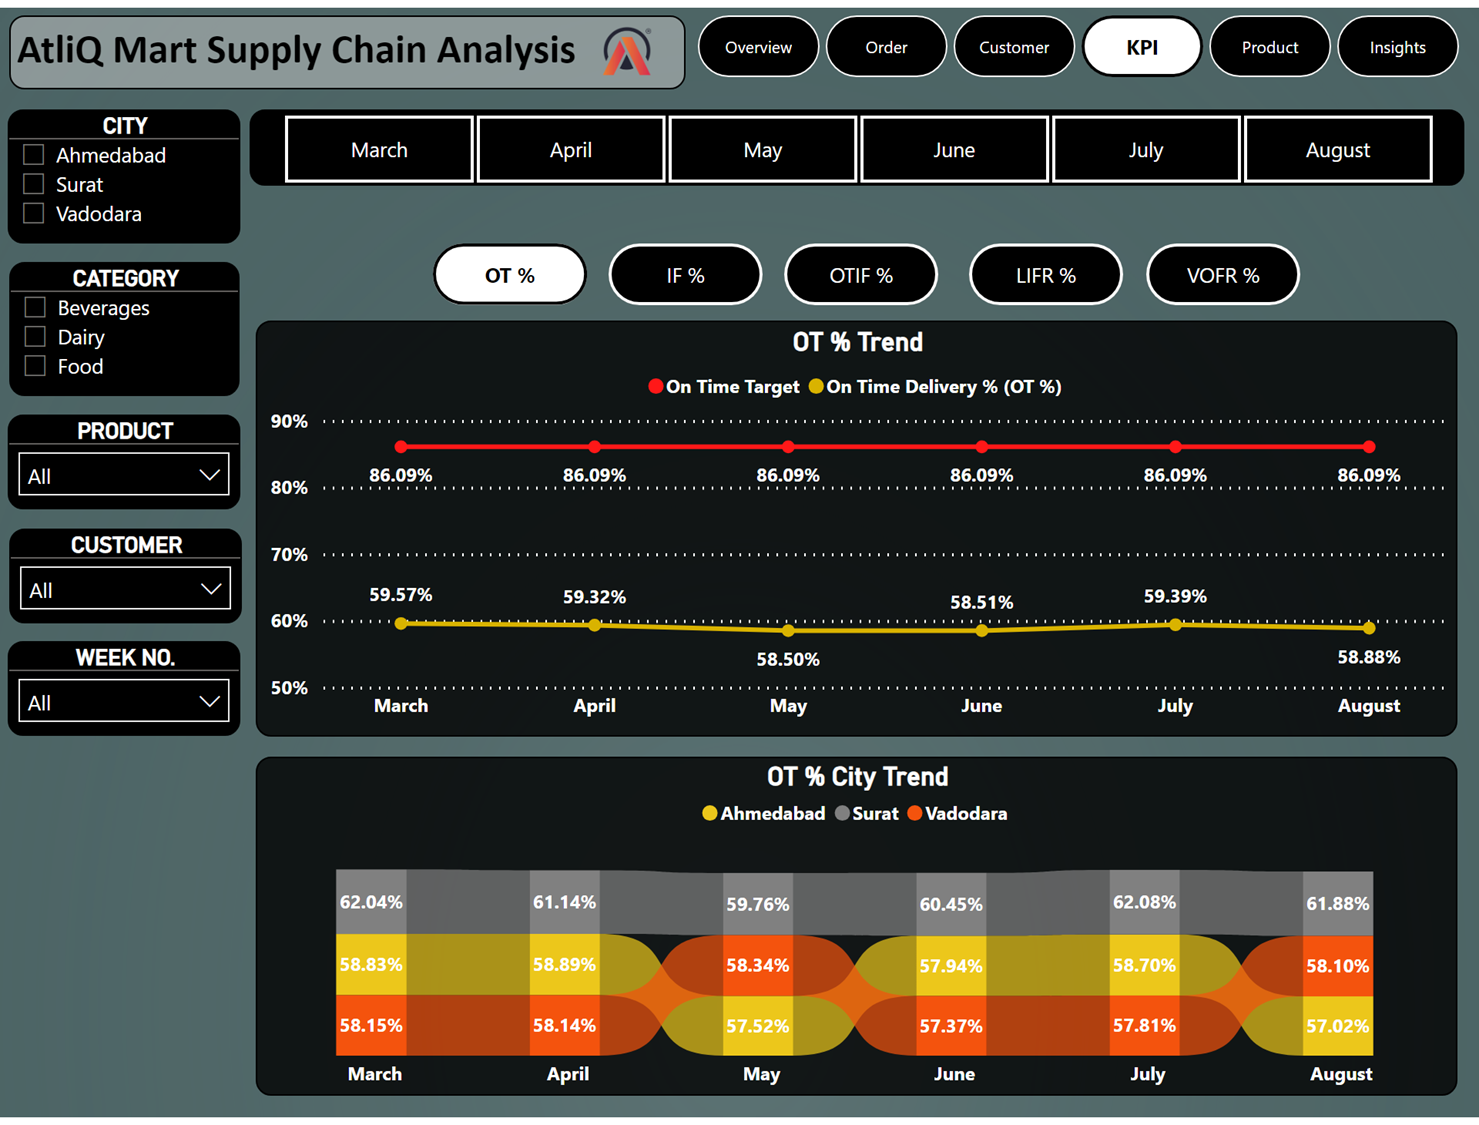 AtliQ Mart Supply Chain Analysis
Overview
Order
Customer
KPI
Product
Insights
CITY
Ahmedabad
Surat
Vadodara
CATEGORY
Beverages
Dairy
Food
PRODUCT
All
CUSTOMER
All
WEEK NO.
All
March April May June July August
OT % IF % OTIF % LIFR % VOFR %
OT % Trend
On Time Target On Time Delivery % (OT %)
90%
86.09% 86.09% 86.09% 86.09% 86.09% 86.09%
80%
70%
59.57% 59.32% 58.51% 59.39%
60%
58.50% 58.88%
50%
March April May June July August
OT % City Trend
Ahmedabad Surat Vadodara
62.04% 61.14% 59.76% 60.45% 62.08% 61.88%
58.83% 58.89% 58.34% 57.94% 58.70% 58.10%
58.15% 58.14% 57.52% 57.37% 57.81% 57.02%
March April May June July August